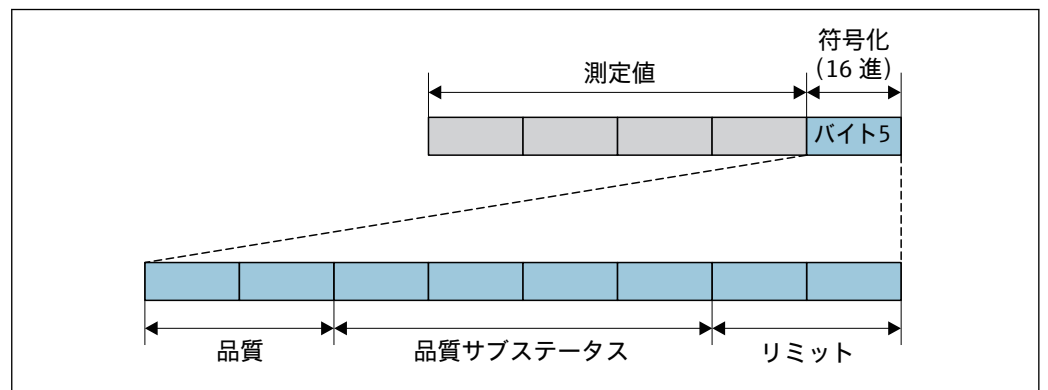 符号化
(16 進)
測定値
バイト5
品質
品質サブステータス
リミット